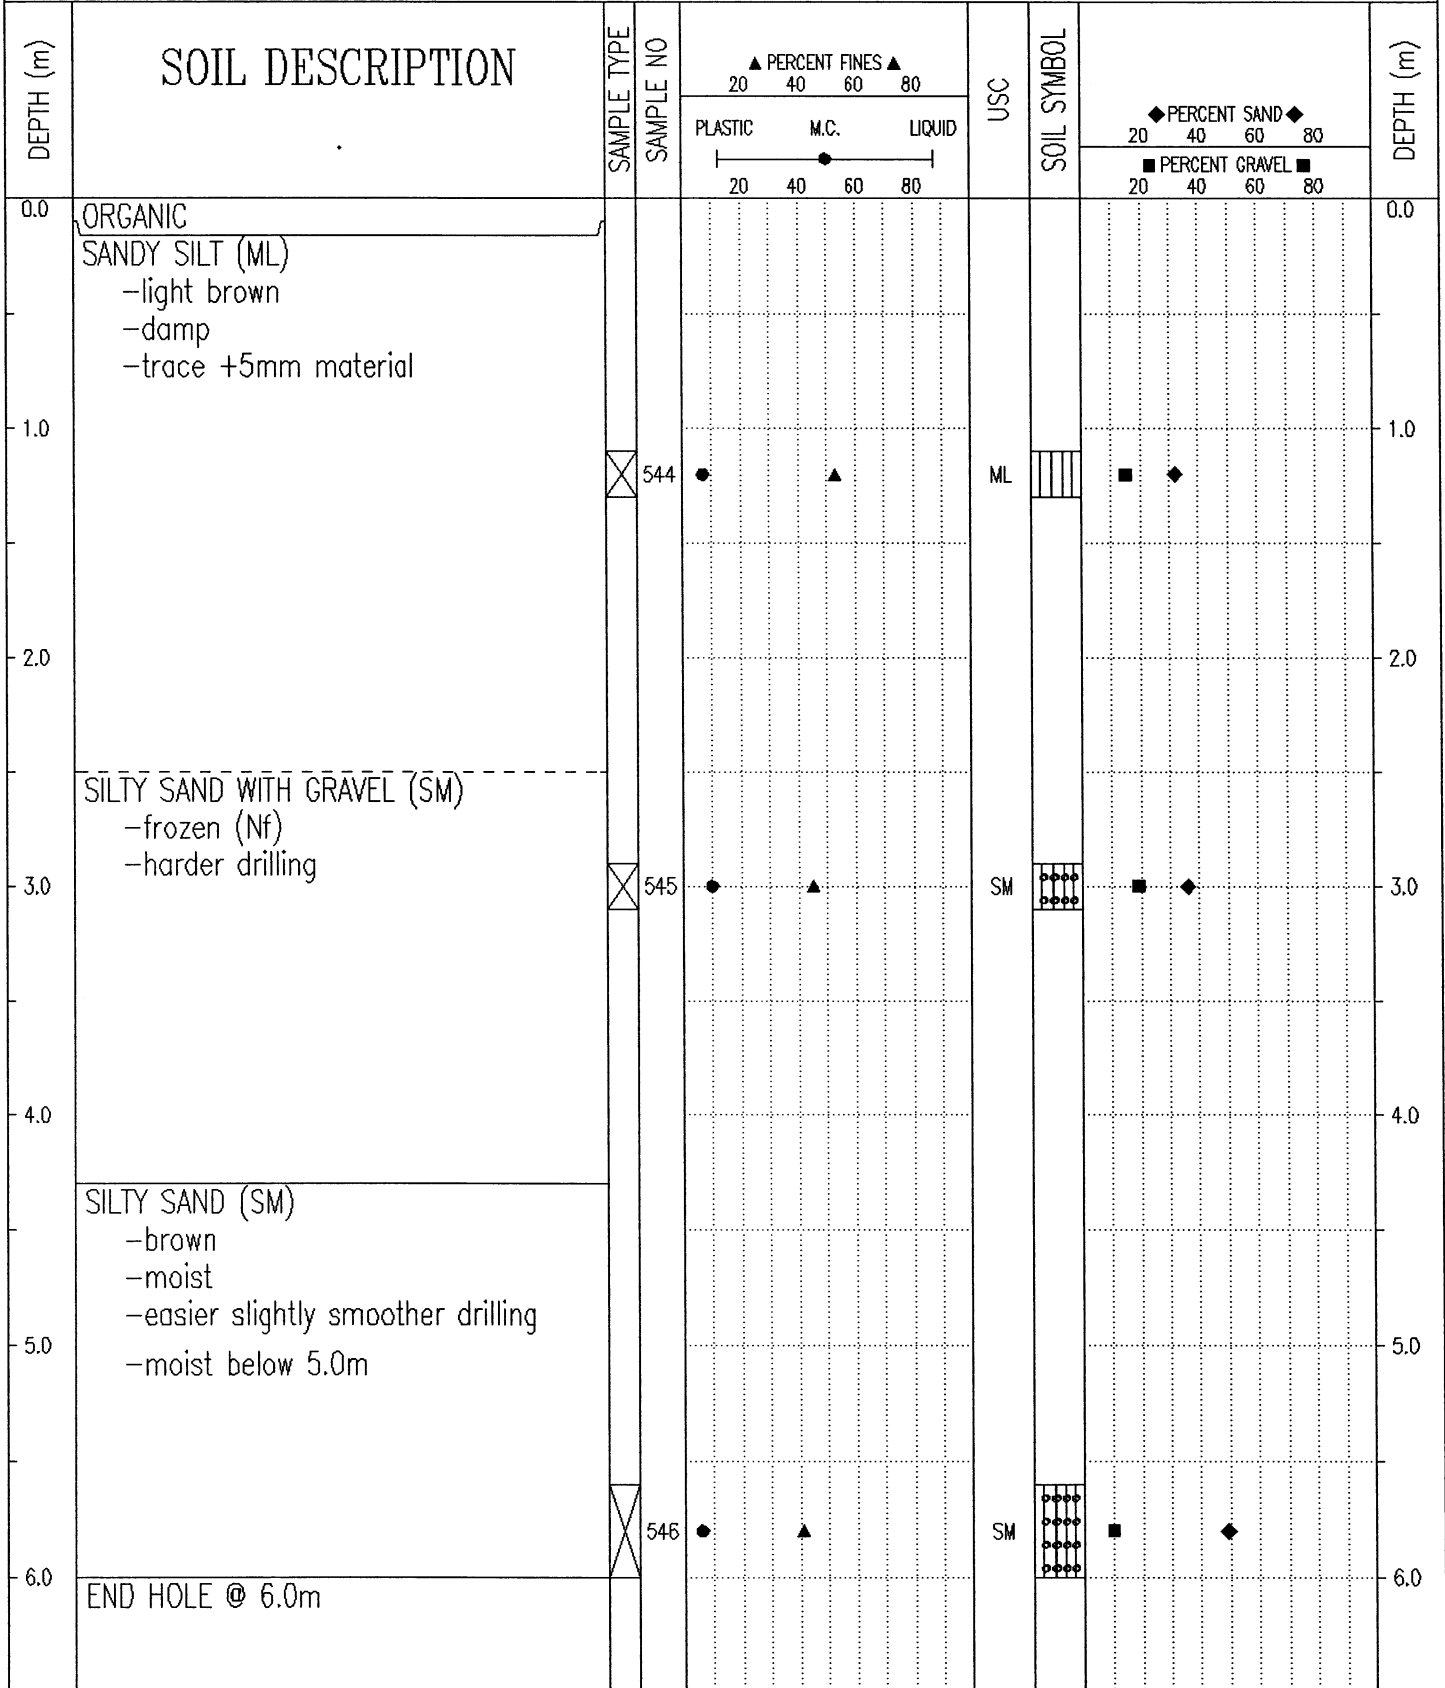 DEPTH (m)
SOIL DESCRIPTION
SAMPLE TYPE
SAMPLE NO
▲ PERCENT FINES ▲
20 40 60 80
PLASTIC M.C. LIQUID
20 40 60 80
USC
SOIL SYMBOL
◆ PERCENT SAND ◆
20 40 60 80
■ PERCENT GRAVEL ■
20 40 60 80
DEPTH (m)
0.0 0.0
ORGANIC
SANDY SILT (ML)
-light brown
-damp
-trace +5mm material
1.0 1.0
544 ML
2.0 2.0
SILTY SAND WITH GRAVEL (SM)
-frozen (Nf)
-harder drilling
3.0 545 SM 3.0
4.0 4.0
SILTY SAND (SM)
-brown
-moist
-easier slightly smoother drilling
5.0 5.0
-moist below 5.0m
546 SM
6.0 6.0
END HOLE @ 6.0m